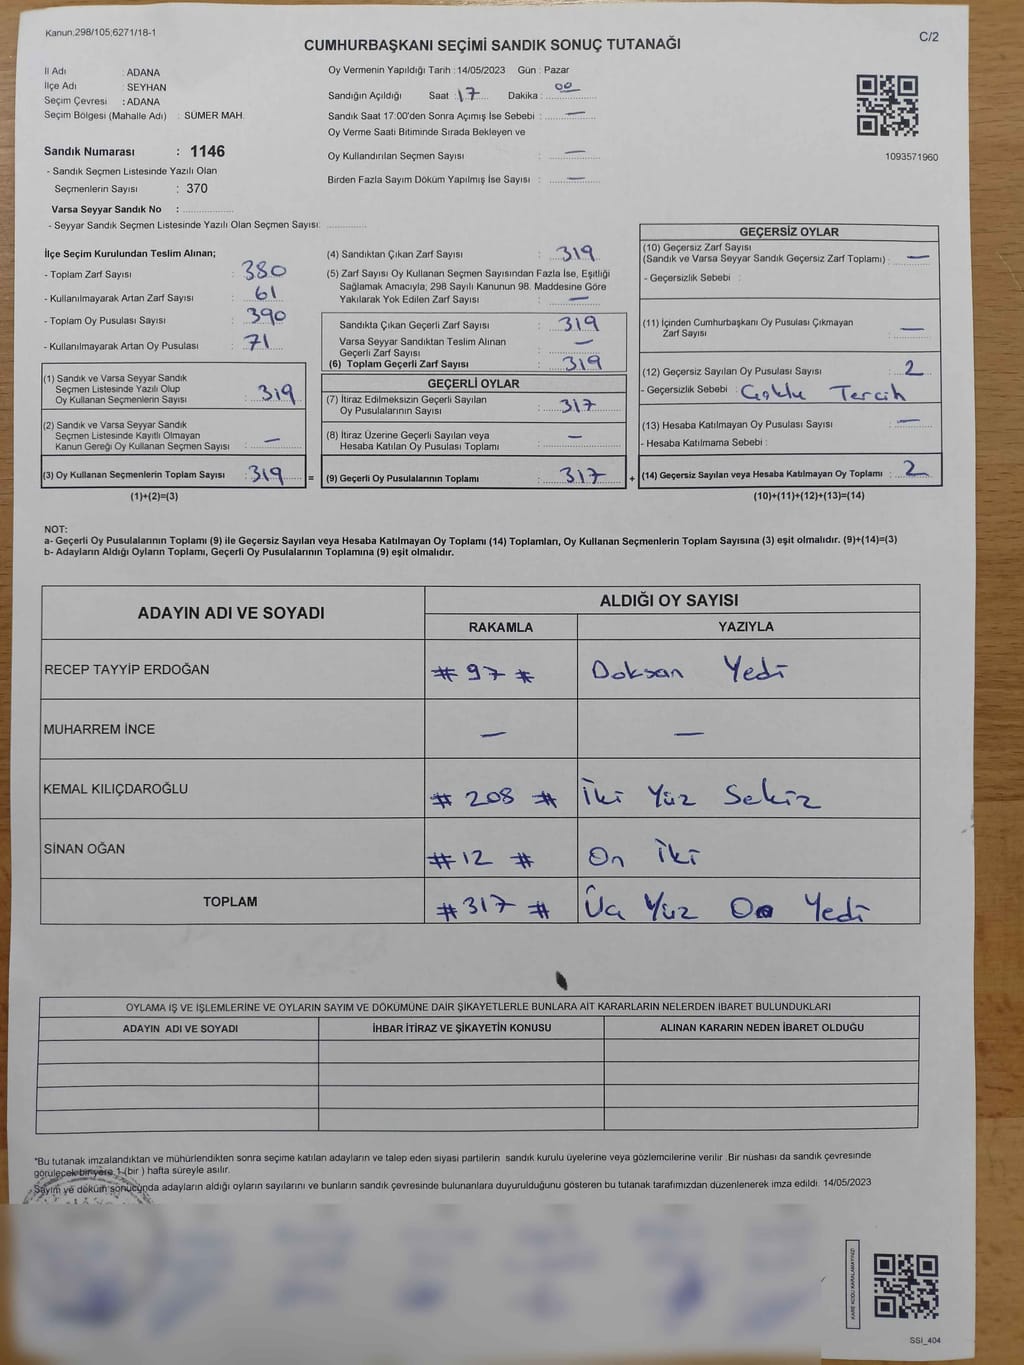 Kanun,298/105;6271/18-1
C/2
CUMHURBAŞKANI SEÇİMİ SANDIK SONUÇ TUTANAĞI
İl Adı : ADANA
İlçe Adı : SEYHAN
Seçim Çevresi : ADANA
Seçim Bölgesi (Mahalle Adı) : SÜMER MAH.
Sandık Numarası : 1146
- Sandık Seçmen Listesinde Yazılı Olan
Seçmenlerin Sayısı : 370
Varsa Seyyar Sandık No :
- Seyyar Sandık Seçmen Listesinde Yazılı Olan Seçmen Sayısı:
Oy Vermenin Yapıldığı Tarih : 14/05/2023 Gün : Pazar
Sandığın Açıldığı Saat : 17 Dakika : 00
Sandık Saat 17:00'den Sonra Açımış İse Sebebi : —
Oy Verme Saati Bitiminde Sırada Bekleyen ve
Oy Kullandırılan Seçmen Sayısı : —
Birden Fazla Sayım Döküm Yapılmış İse Sayısı : —
1093571960
İlçe Seçim Kurulundan Teslim Alınan;
- Toplam Zarf Sayısı : 380
- Kullanılmayarak Artan Zarf Sayısı : 61
- Toplam Oy Pusulası Sayısı : 390
- Kullanılmayarak Artan Oy Pusulası : 71
(1) Sandık ve Varsa Seyyar Sandık
Seçmen Listesinde Yazılı Olup
Oy Kullanan Seçmenlerin Sayısı : 319
(2) Sandık ve Varsa Seyyar Sandık
Seçmen Listesinde Kayıtlı Olmayan
Kanun Gereği Oy Kullanan Seçmen Sayısı : —
(3) Oy Kullanan Seçmenlerin Toplam Sayısı : 319 =
(1)+(2)=(3)
(4) Sandıktan Çıkan Zarf Sayısı : 319
(5) Zarf Sayısı Oy Kullanan Seçmen Sayısından Fazla İse, Eşitliği
Sağlamak Amacıyla; 298 Sayılı Kanunun 98. Maddesine Göre
Yakılarak Yok Edilen Zarf Sayısı : —
Sandıkta Çıkan Geçerli Zarf Sayısı : 319
Varsa Seyyar Sandıktan Teslim Alınan
Geçerli Zarf Sayısı : —
(6) Toplam Geçerli Zarf Sayısı : 319
GEÇERLİ OYLAR
(7) İtiraz Edilmeksizin Geçerli Sayılan
Oy Pusulalarının Sayısı : 317
(8) İtiraz Üzerine Geçerli Sayılan veya
Hesaba Katılan Oy Pusulası Toplamı : —
(9) Geçerli Oy Pusulalarının Toplamı : 317 +
GEÇERSİZ OYLAR
(10) Geçersiz Zarf Sayısı
(Sandık ve Varsa Seyyar Sandık Geçersiz Zarf Toplamı) : —
- Geçersizlik Sebebi :
(11) İçinden Cumhurbaşkanı Oy Pusulası Çıkmayan
Zarf Sayısı : —
(12) Geçersiz Sayılan Oy Pusulası Sayısı : 2
- Geçersizlik Sebebi : Çoklu Tercih
(13) Hesaba Katılmayan Oy Pusulası Sayısı : —
- Hesaba Katılmama Sebebi :
(14) Geçersiz Sayılan veya Hesaba Katılmayan Oy Toplamı : 2
(10)+(11)+(12)+(13)=(14)
NOT:
a- Geçerli Oy Pusulalarının Toplamı (9) ile Geçersiz Sayılan veya Hesaba Katılmayan Oy Toplamı (14) Toplamları, Oy Kullanan Seçmenlerin Toplam Sayısına (3) eşit olmalıdır. (9)+(14)=(3)
b- Adayların Aldığı Oyların Toplamı, Geçerli Oy Pusulalarının Toplamına (9) eşit olmalıdır.
ADAYIN ADI VE SOYADI
ALDIĞI OY SAYISI
RAKAMLA YAZIYLA
RECEP TAYYİP ERDOĞAN # 97 # Doksan Yedi
MUHARREM İNCE — —
KEMAL KILIÇDAROĞLU # 208 # İki Yüz Sekiz
SİNAN OĞAN # 12 # On İki
TOPLAM # 317 # Üç Yüz On Yedi
OYLAMA İŞ VE İŞLEMLERİNE VE OYLARIN SAYIM VE DÖKÜMÜNE DAİR ŞİKAYETLERLE BUNLARA AİT KARARLARIN NELERDEN İBARET BULUNDUKLARI
ADAYIN ADI VE SOYADI İHBAR İTİRAZ VE ŞİKAYETİN KONUSU ALINAN KARARIN NEDEN İBARET OLDUĞU
*Bu tutanak imzalandıktan ve mühürlendikten sonra seçime katılan adayların ve talep eden siyasi partilerin sandık kurulu üyelerine veya gözlemcilerine verilir .Bir nüshası da sandık çevresinde
görülecek bir yere 1 (bir ) hafta süreyle asılır.
Sayım ve döküm sonucunda adayların aldığı oyların sayılarını ve bunların sandık çevresinde bulunanlara duyurulduğunu gösteren bu tutanak tarafımızdan düzenlenerek imza edildi. 14/05/2023
KARE KODU KARALAMAYINIZ!
SSI_404